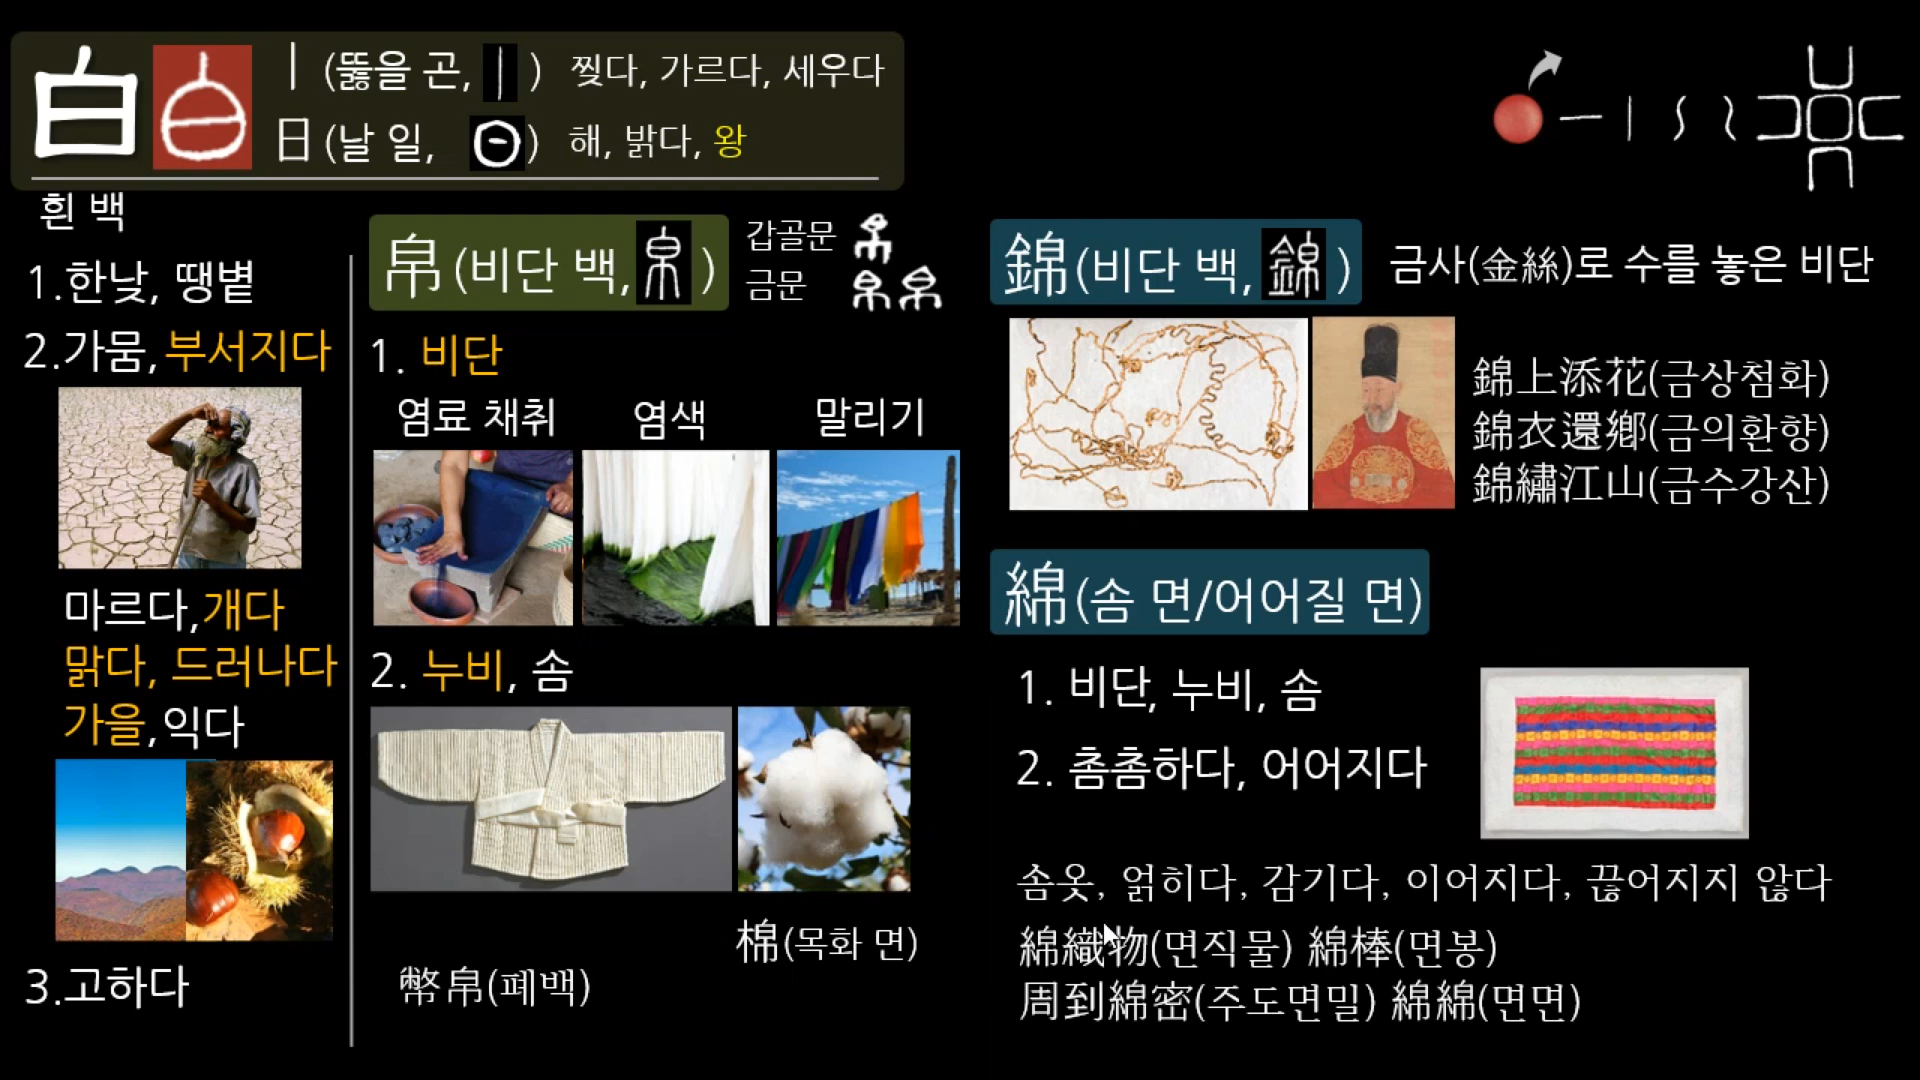 白 ㅣ(뚫을 곤, ) 찢다, 가르다, 세우다
日(날 일, ) 해, 밝다, 왕
흰 백
1.한낮, 땡볕
2.가뭄,부서지다
마르다,개다
맑다, 드러나다
가을,익다
3.고하다
帛(비단 백, )
갑골문
금문
1. 비단
염료 채취 염색 말리기
2. 누비, 솜
棉(목화 면)
幣帛(폐백)
錦(비단 백, ) 금사(金絲)로 수를 놓은 비단
錦上添花(금상첨화)
錦衣還鄕(금의환향)
錦繡江山(금수강산)
綿(솜 면/어어질 면)
1. 비단, 누비, 솜
2. 촘촘하다, 어어지다
솜옷, 얽히다, 감기다, 이어지다, 끊어지지 않다
綿織物(면직물) 綿棒(면봉)
周到綿密(주도면밀) 綿綿(면면)